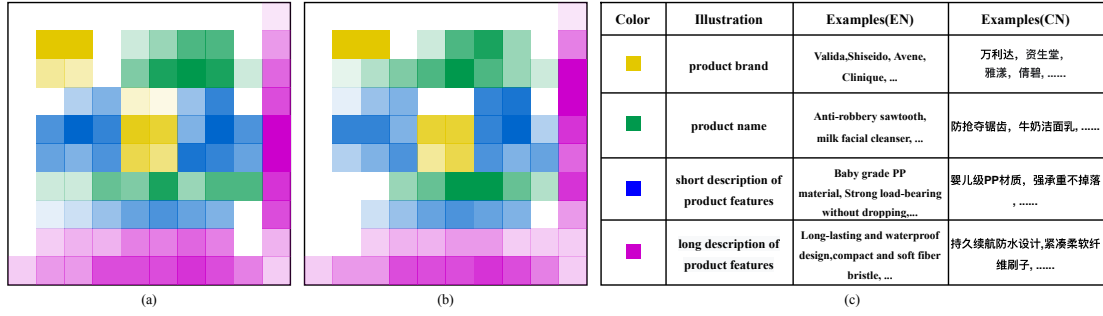 Color Illustration Examples(EN) Examples(CN)
product brand
Valida,Shiseido, Avene,
Clinique, ...
万利达，资生堂，
雅漾，倩碧, ......
product name
Anti-robbery sawtooth,
milk facial cleanser, ...
防抢夺锯齿，牛奶洁面乳, ......
short description of
product features
Baby grade PP
material, Strong load-bearing
without dropping,...
婴儿级PP材质，强承重不掉落
, ......
long description of
product features
Long-lasting and waterproof
design,compact and soft fiber
bristle, ...
持久续航防水设计,紧凑柔软纤
维刷子, ......
(a) (b) (c)